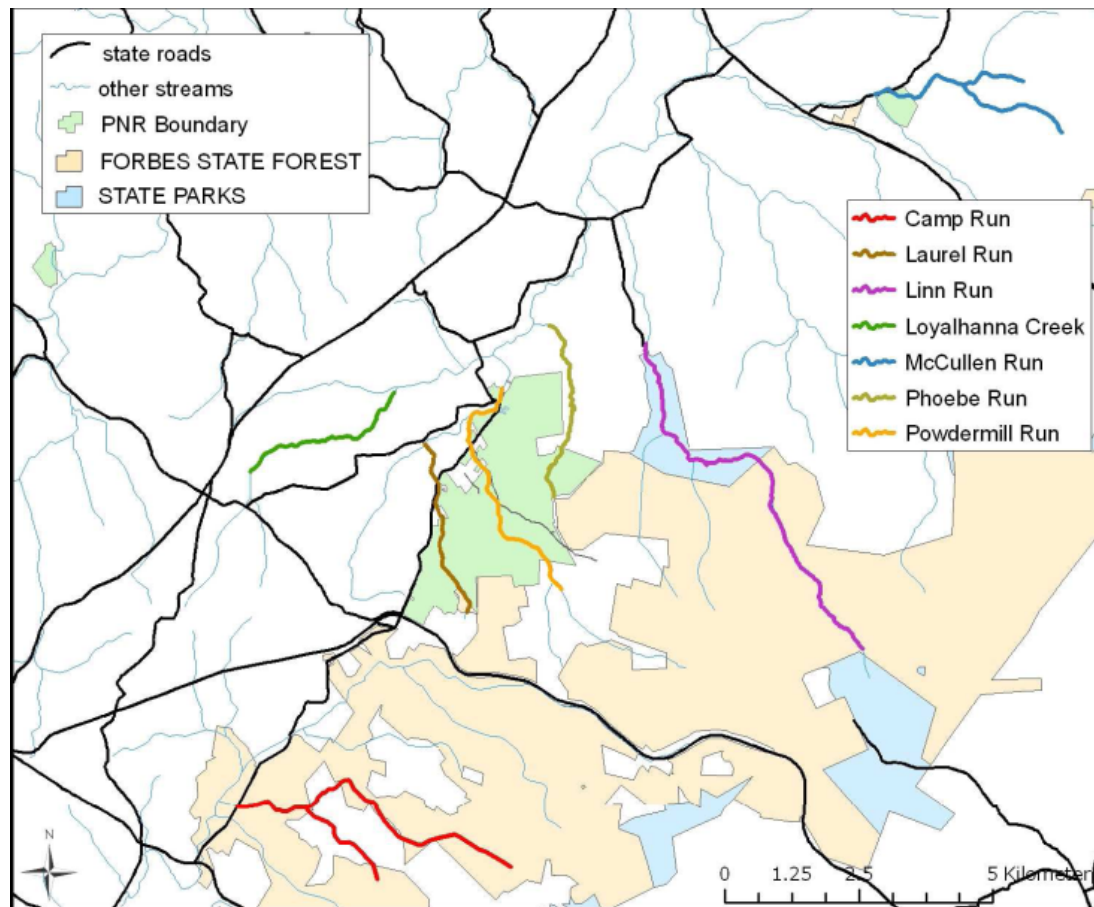 state roads
other streams
PNR Boundary
FORBES STATE FOREST
STATE PARKS
Camp Run
Laurel Run
Linn Run
Loyalhanna Creek
McCullen Run
Phoebe Run
Powdermill Run
N
0 1.25 2.5 5 Kilometer